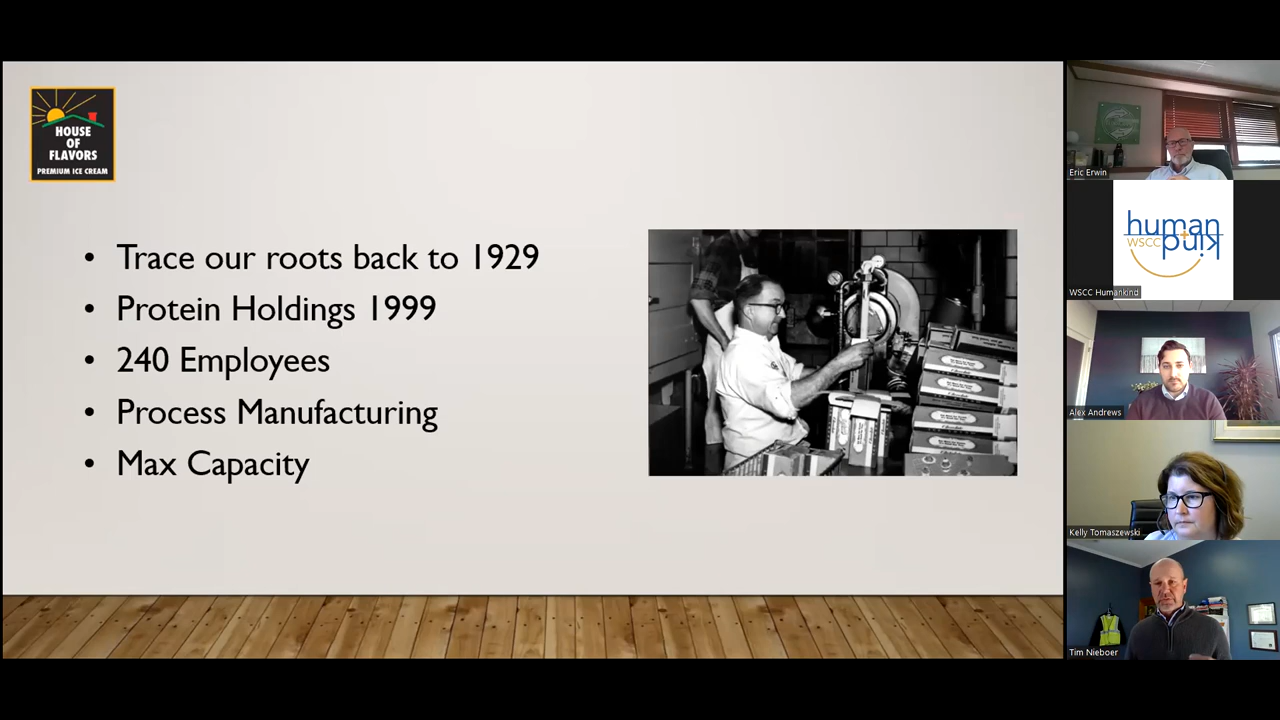 HOUSE
OF
FLAVORS
PREMIUM ICE CREAM
• Trace our roots back to 1929
• Protein Holdings 1999
• 240 Employees
• Process Manufacturing
• Max Capacity
Eric Erwin
human
WSCC + kind
WSCC Humankind
Alex Andrews
Kelly Tomaszewski
Tim Nieboer